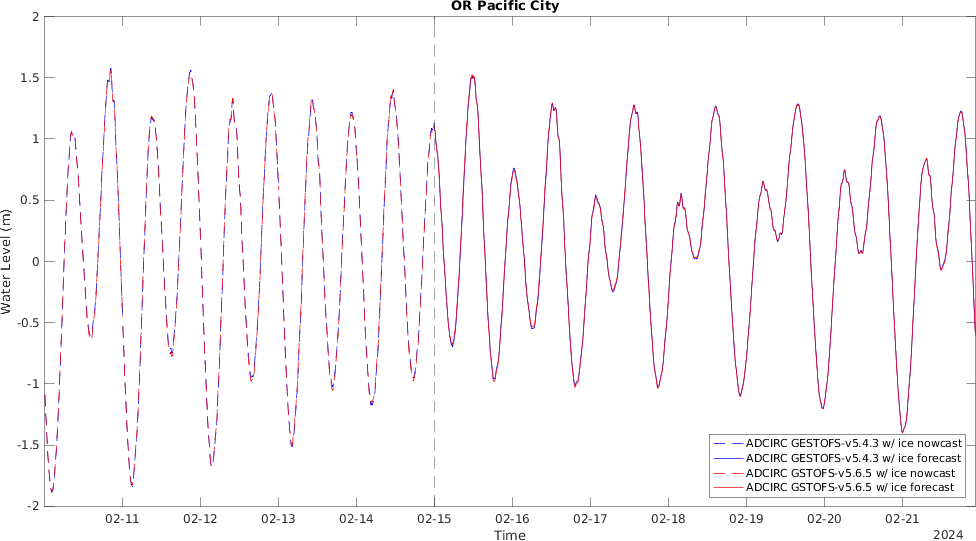 OR Pacific City
2
1.5
1
0.5
0
-0.5
-1
-1.5
-2
Water Level (m)
02-11 02-12 02-13 02-14 02-15 02-16 02-17 02-18 02-19 02-20 02-21
Time
2024
ADCIRC GESTOFS-v5.4.3 w/ ice nowcast
ADCIRC GESTOFS-v5.4.3 w/ ice forecast
ADCIRC GSTOFS-v5.6.5 w/ ice nowcast
ADCIRC GSTOFS-v5.6.5 w/ ice forecast